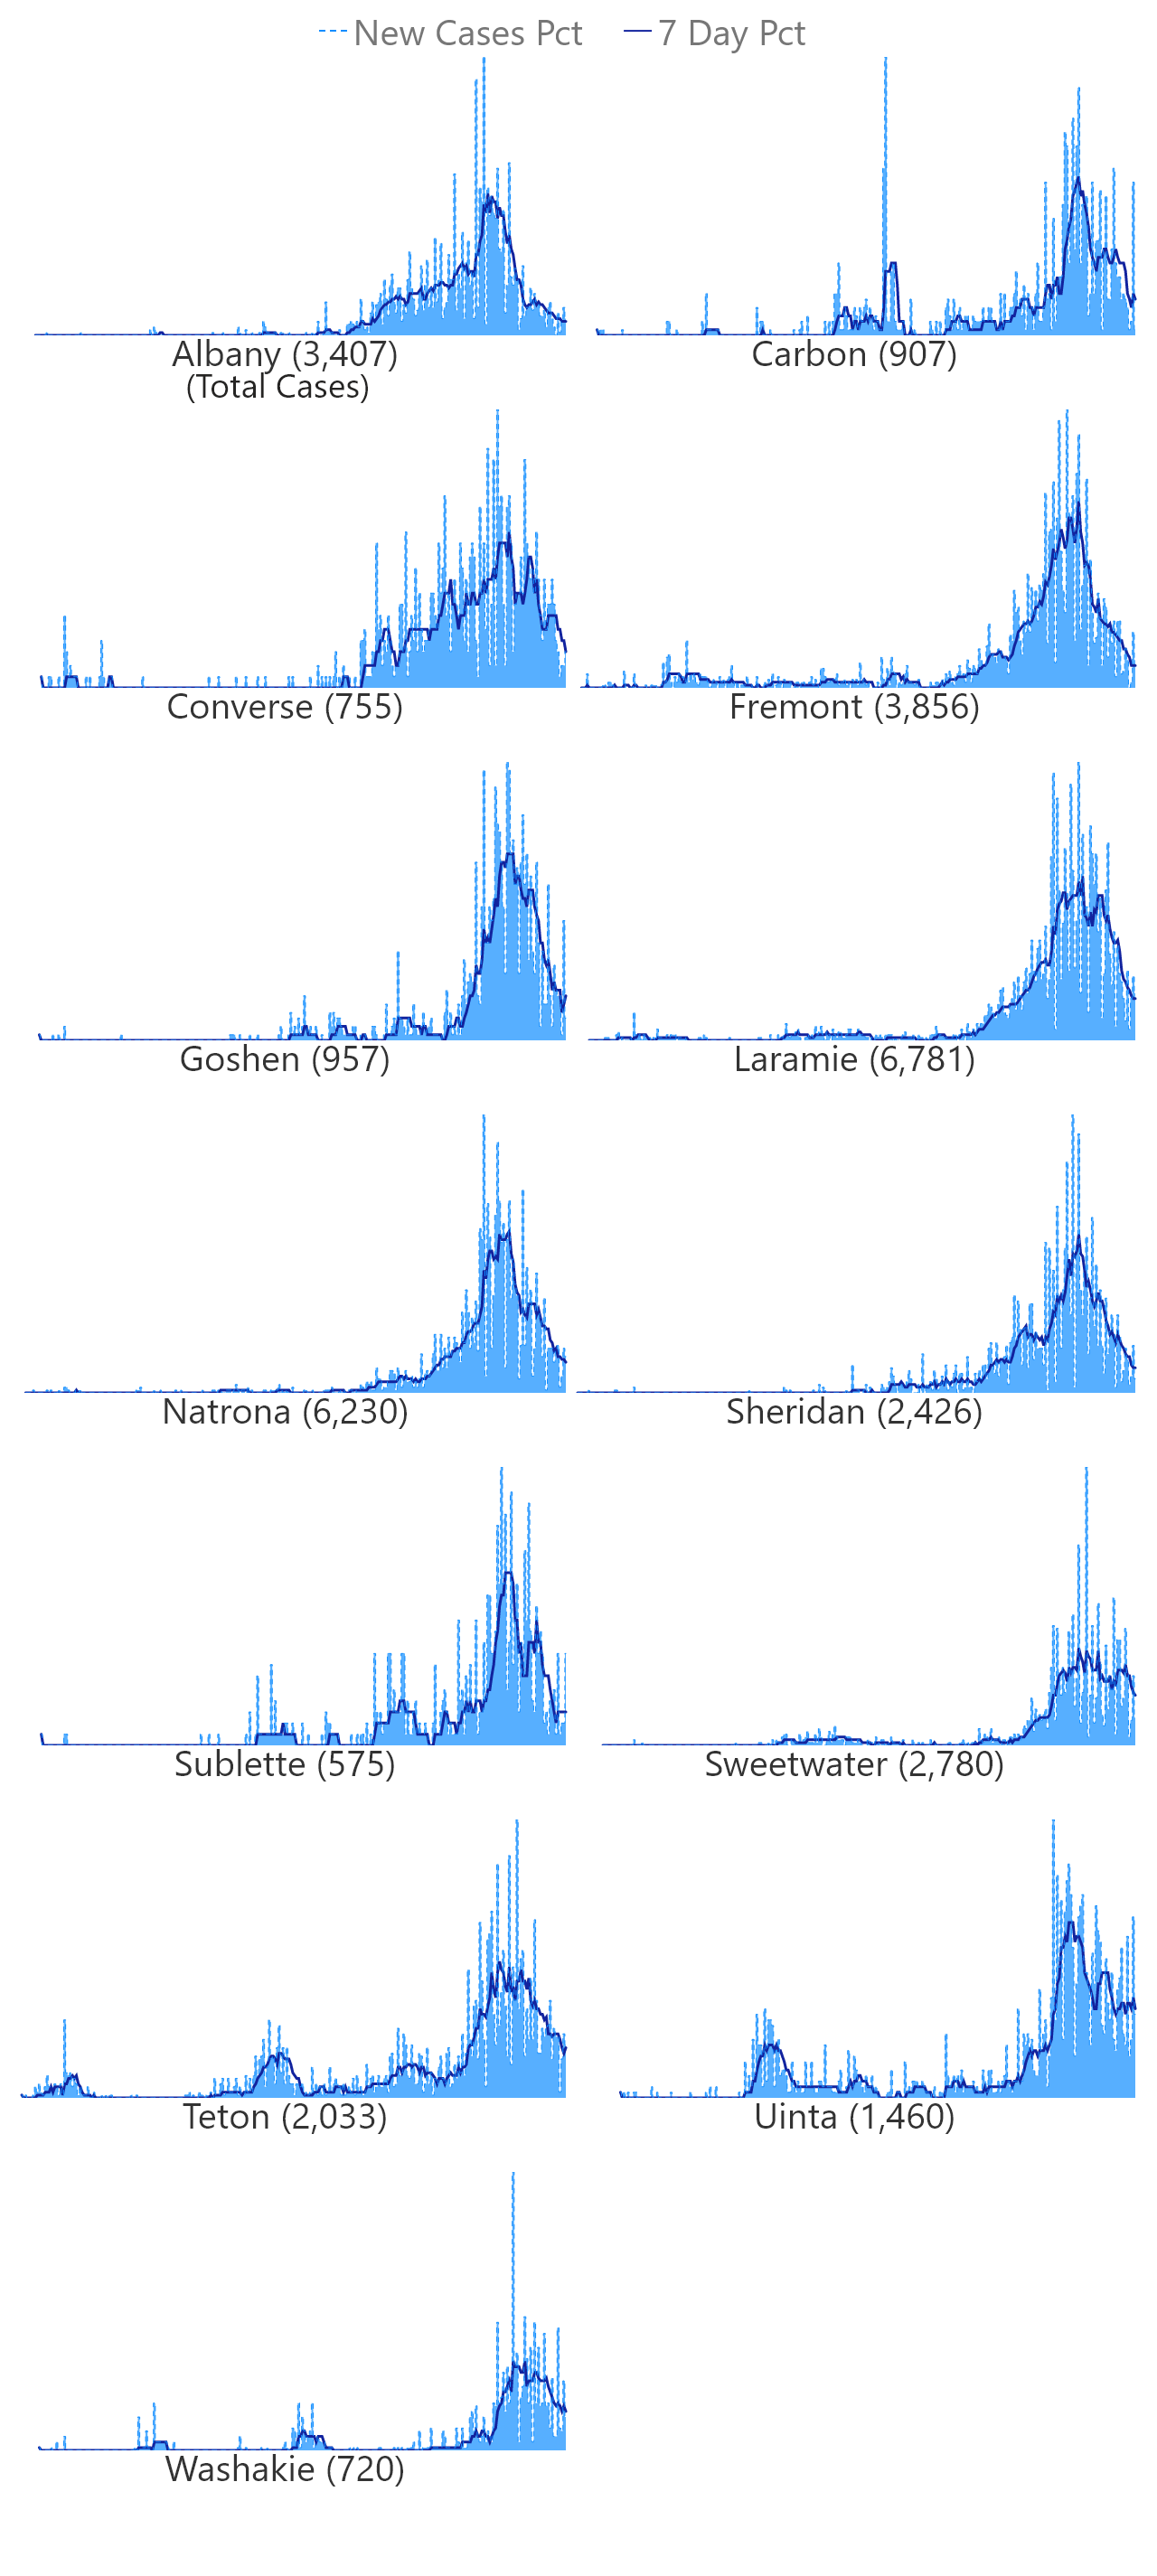 New Cases Pct 7 Day Pct
Albany (3,407) Carbon (907)
(Total Cases)
Converse (755) Fremont (3,856)
Goshen (957) Laramie (6,781)
Natrona (6,230) Sheridan (2,426)
Sublette (575) Sweetwater (2,780)
Teton (2,033) Uinta (1,460)
Washakie (720)